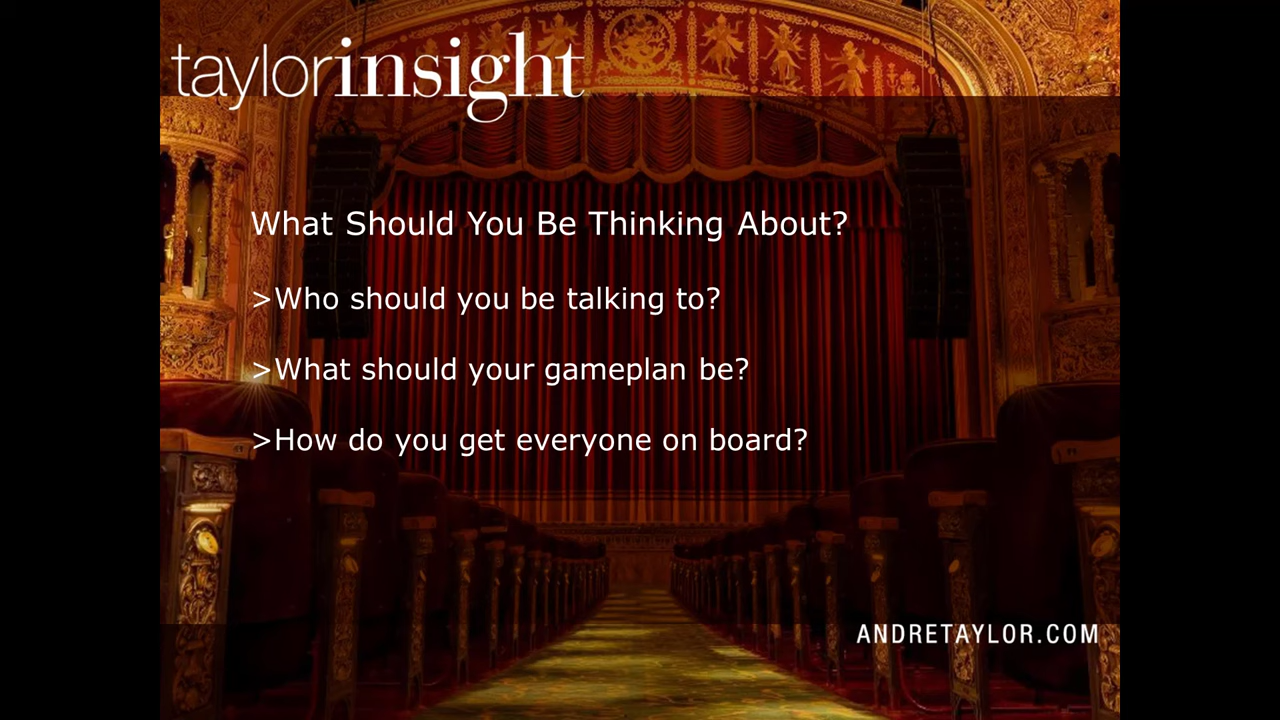 taylorinsight
What Should You Be Thinking About?
>Who should you be talking to?
>What should your gameplan be?
>How do you get everyone on board?
ANDRETAYLOR.COM